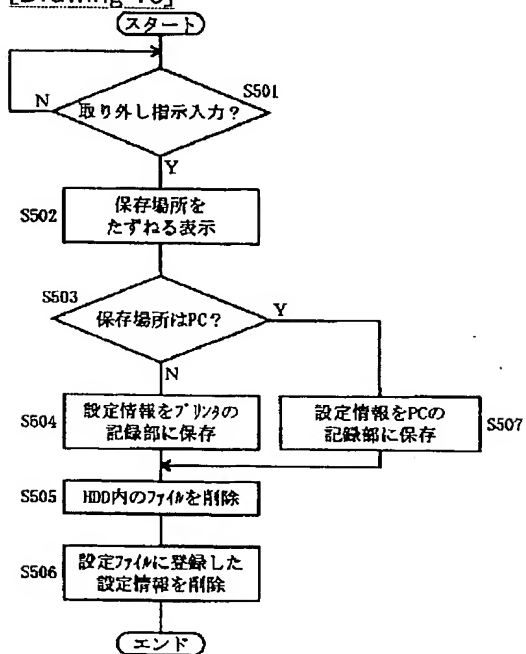 スタート
S501
N
取り外し指示入力?
Y
S502
保存場所を
たずねる表示
S503
保存場所はPC?
Y
N
S504
設定情報をプリンタの
記録部に保存
設定情報をPCの
記録部に保存
S507
S505
HDD内のファイルを削除
S506
設定ファイルに登録した
設定情報を削除
エンド